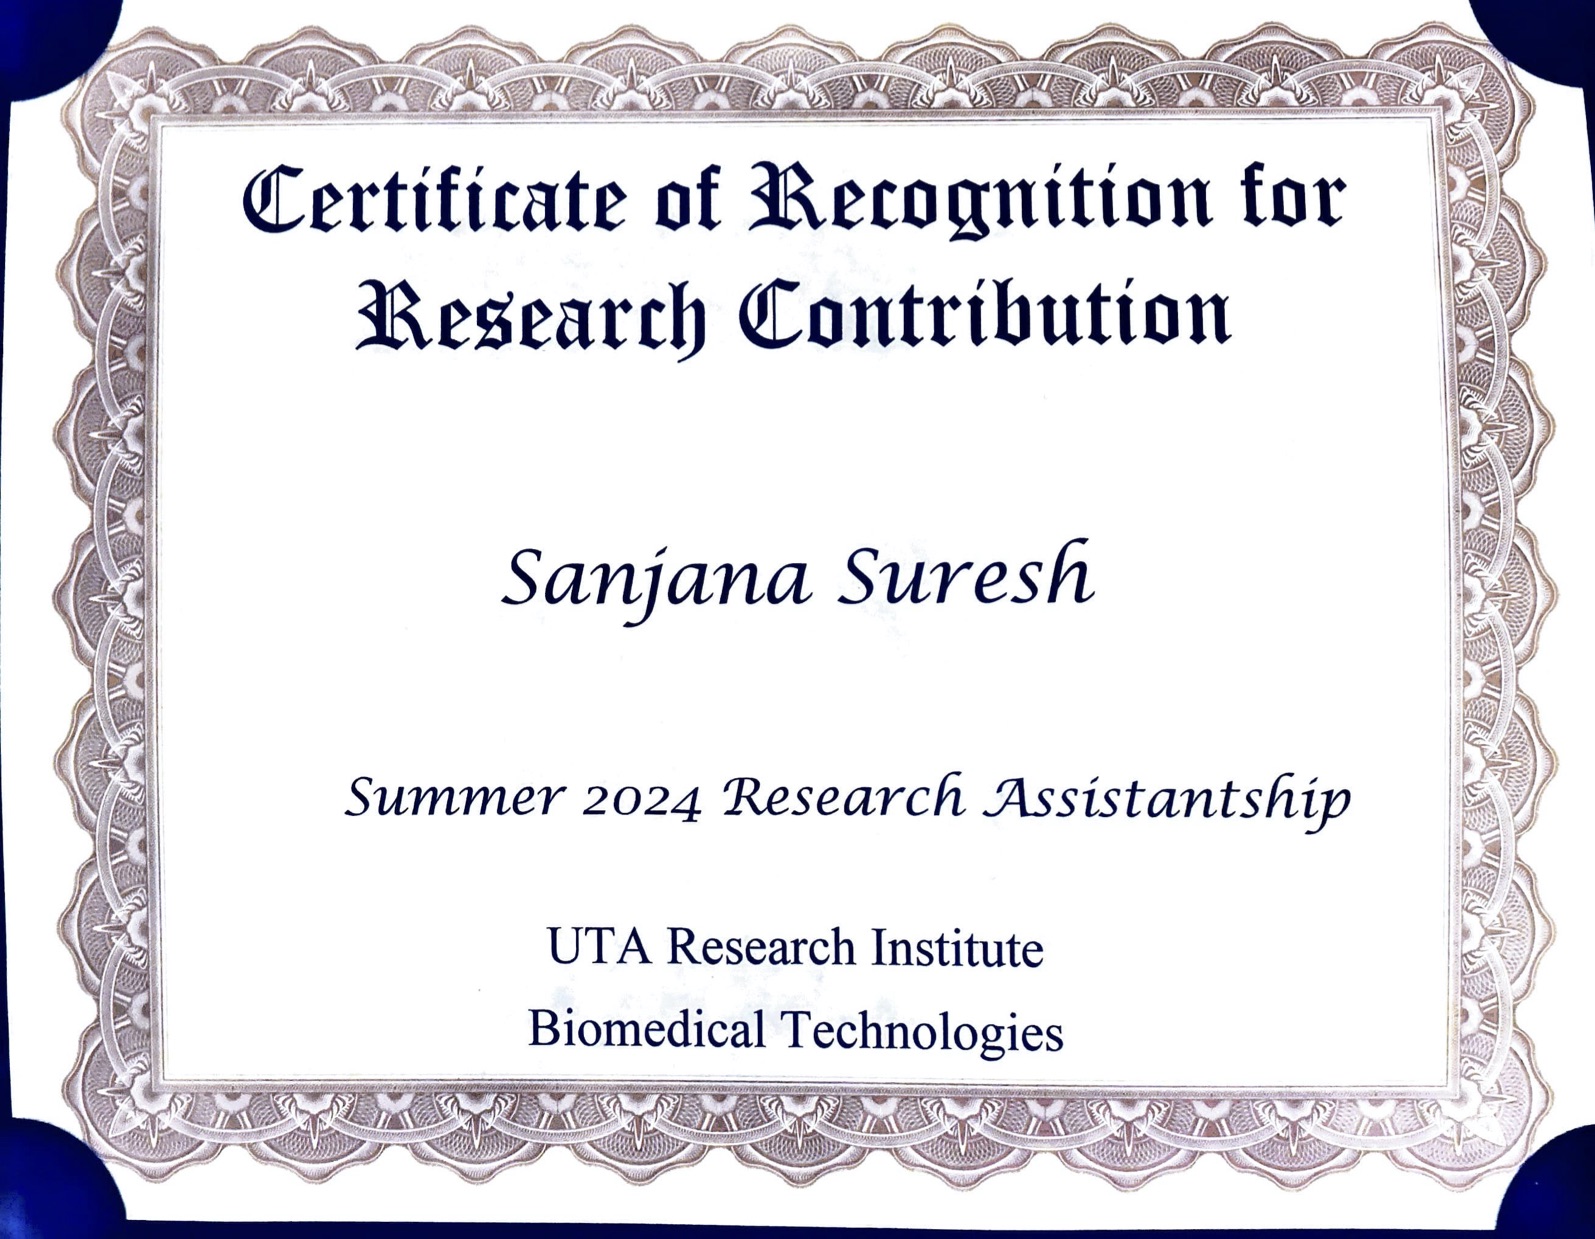 Certificate of Recognition for
Research Contribution
Sanjana Suresh
Summer 2024 Research Assistantship
UTA Research Institute
Biomedical Technologies